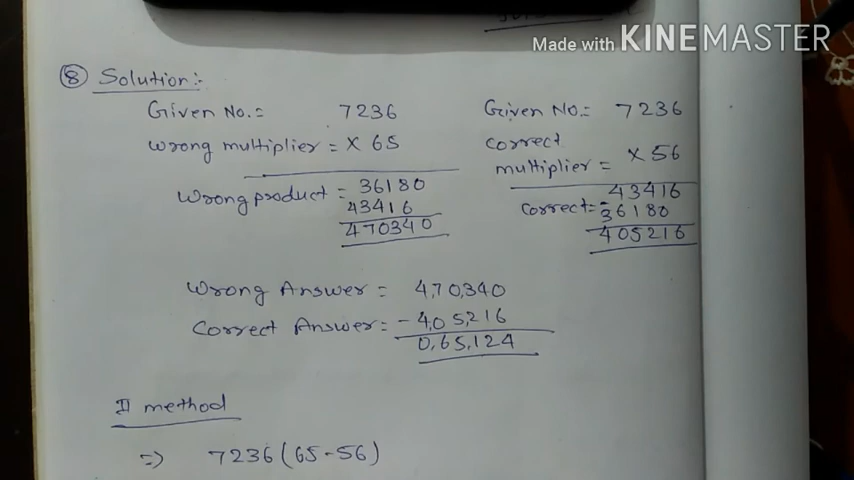 Made with KINEMASTER
8 Solution:-
Given No.= 7236
Wrong multiplier = × 65
Wrong product = 36180
43416
470340
Given No.= 7236
correct
multiplier = × 56
43416
correct = 36180
405216
Wrong Answer = 4,70,340
Correct Answer = - 4,05,216
0,65,124
II method
=> 7236(65-56)